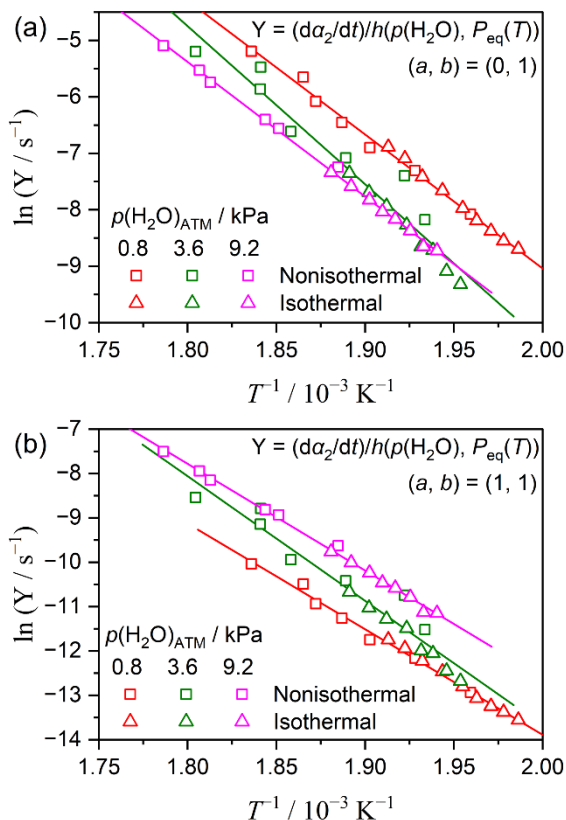 (a)
Y = (dα₂/dt)/h(p(H₂O), P_eq(T))
(a, b) = (0, 1)
ln (Y / s⁻¹)
-5
-6
-7
-8
-9
-10
p(H₂O)_ATM / kPa
0.8 3.6 9.2
Nonisothermal
Isothermal
1.75 1.80 1.85 1.90 1.95 2.00
T⁻¹ / 10⁻³ K⁻¹
(b)
Y = (dα₂/dt)/h(p(H₂O), P_eq(T))
(a, b) = (1, 1)
ln (Y / s⁻¹)
-7
-8
-9
-10
-11
-12
-13
-14
p(H₂O)_ATM / kPa
0.8 3.6 9.2
Nonisothermal
Isothermal
1.75 1.80 1.85 1.90 1.95 2.00
T⁻¹ / 10⁻³ K⁻¹